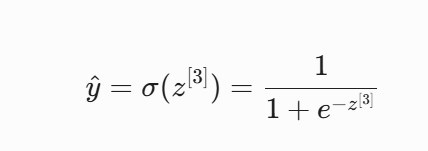 ŷ = σ(z^[3]) = 1 / (1 + e^(−z^[3]))